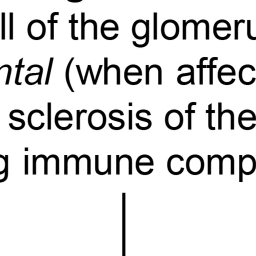 ll of the glomeru
ntal (when affec
sclerosis of the
g immune comp